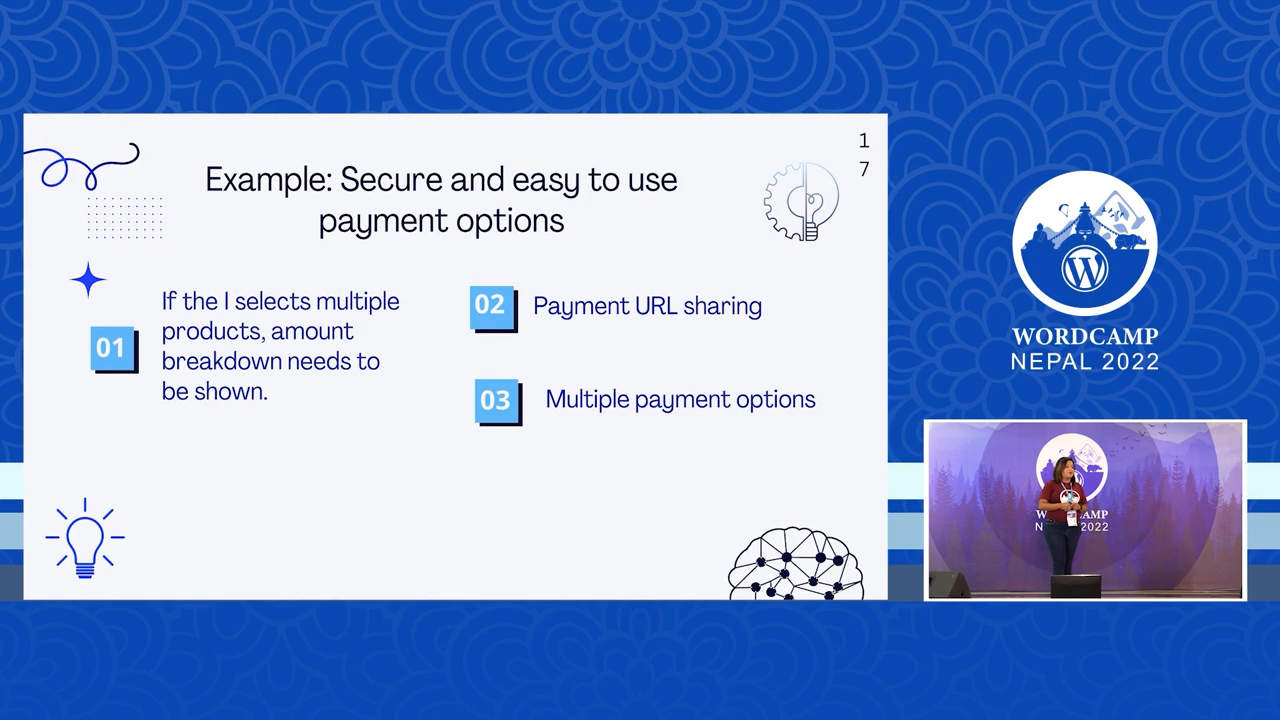 1
7
Example: Secure and easy to use
payment options
01
If the I selects multiple
products, amount
breakdown needs to
be shown.
02
Payment URL sharing
03
Multiple payment options
W
WORDCAMP
NEPAL 2022